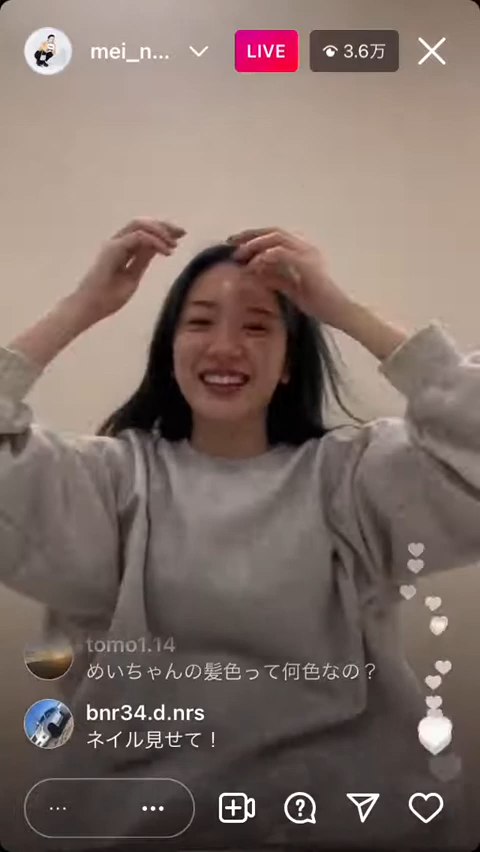 mei_n...
LIVE
3.6万
tomo1.14
めいちゃんの髪色って何色なの？
bnr34.d.nrs
ネイル見せて！